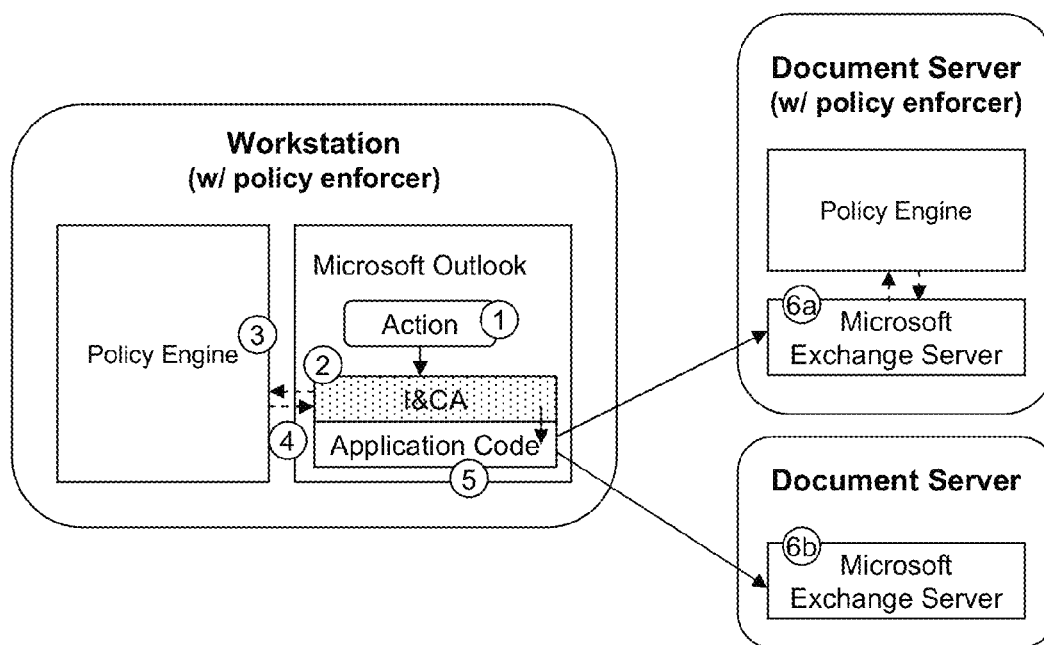 Workstation
(w/ policy enforcer)
Policy Engine
3
Microsoft Outlook
Action
1
2
I&CA
4
Application Code
5
Document Server
(w/ policy enforcer)
Policy Engine
6a
Microsoft
Exchange Server
Document Server
6b
Microsoft
Exchange Server